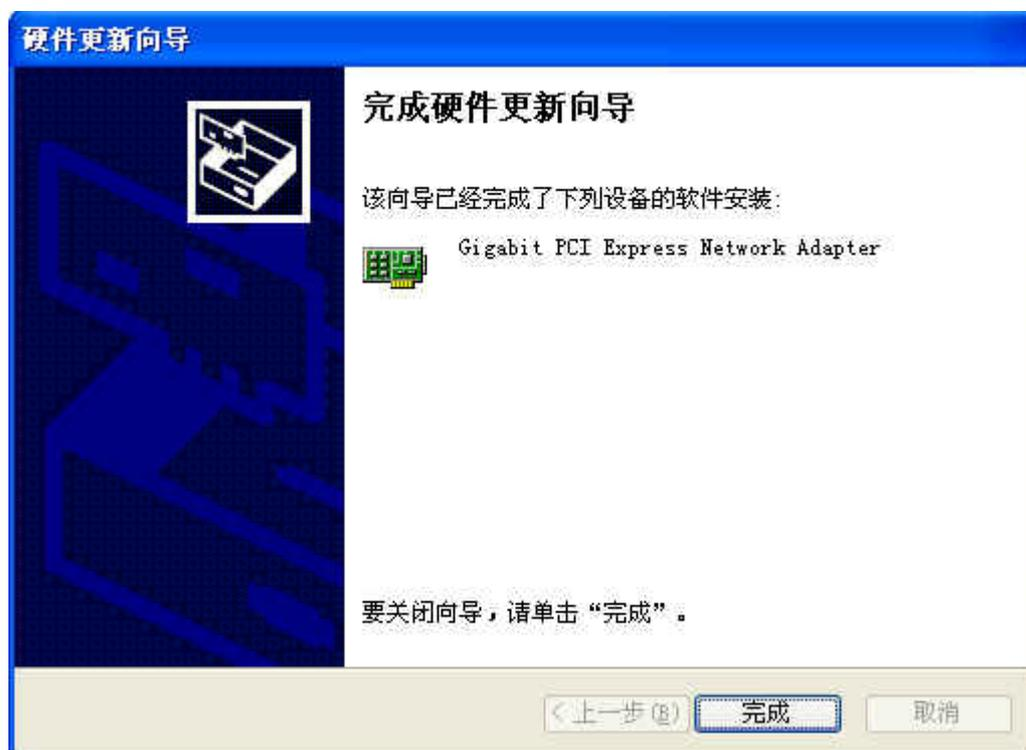 硬件更新向导
完成硬件更新向导
该向导已经完成了下列设备的软件安装:
Gigabit PCI Express Network Adapter
要关闭向导，请单击“完成”。
< 上一步(B)
完成
取消